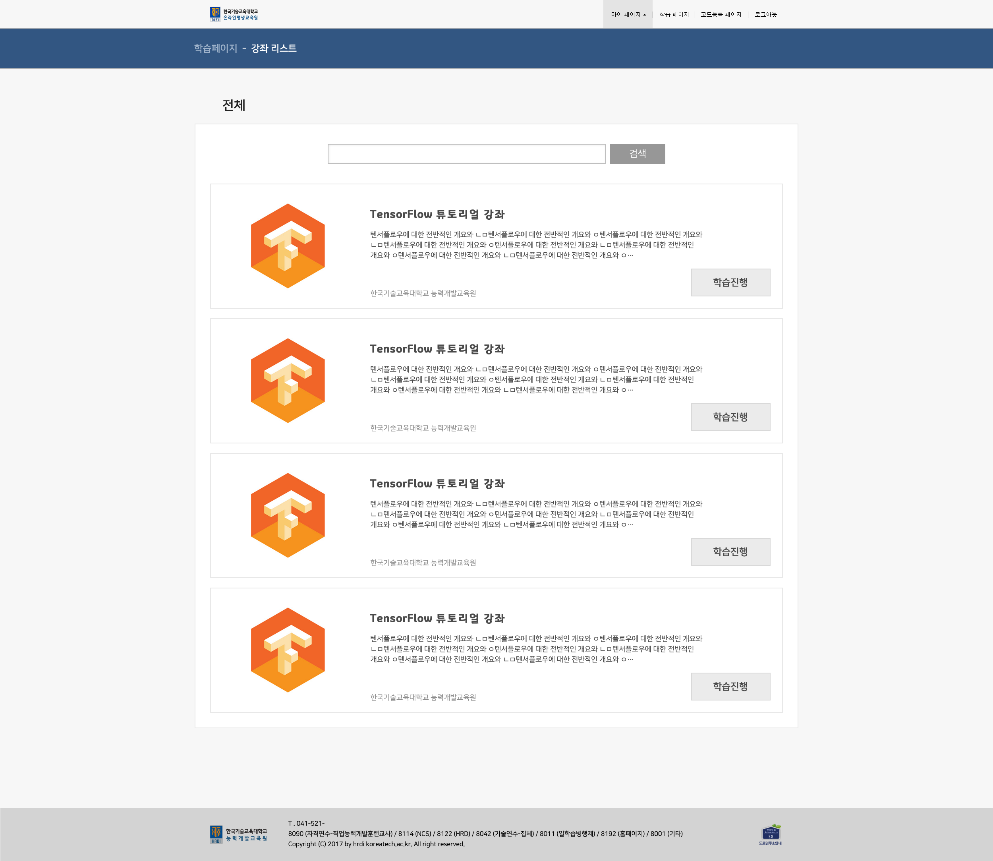 한국기술교육대학교
온라인평생교육원
마이 페이지
학습 페이지
코드등록 페이지
로그아웃
학습페이지 - 강좌 리스트
전체
검색
TensorFlow 튜토리얼 강좌
텐서플로우에 대한 전반적인 개요와 ㄴㅁ텐서플로우에 대한 전반적인 개요와 ㅇ텐서플로우에 대한 전반적인 개요와
ㄴㅁ텐서플로우에 대한 전반적인 개요와 ㅇ텐서플로우에 대한 전반적인 개요와 ㄴㅁ텐서플로우에 대한 전반적인
개요와 ㅇ텐서플로우에 대한 전반적인 개요와 ㄴㅁ텐서플로우에 대한 전반적인 개요와 ㅇ…
학습진행
한국기술교육대학교 능력개발교육원
TensorFlow 튜토리얼 강좌
텐서플로우에 대한 전반적인 개요와 ㄴㅁ텐서플로우에 대한 전반적인 개요와 ㅇ텐서플로우에 대한 전반적인 개요와
ㄴㅁ텐서플로우에 대한 전반적인 개요와 ㅇ텐서플로우에 대한 전반적인 개요와 ㄴㅁ텐서플로우에 대한 전반적인
개요와 ㅇ텐서플로우에 대한 전반적인 개요와 ㄴㅁ텐서플로우에 대한 전반적인 개요와 ㅇ…
학습진행
한국기술교육대학교 능력개발교육원
TensorFlow 튜토리얼 강좌
텐서플로우에 대한 전반적인 개요와 ㄴㅁ텐서플로우에 대한 전반적인 개요와 ㅇ텐서플로우에 대한 전반적인 개요와
ㄴㅁ텐서플로우에 대한 전반적인 개요와 ㅇ텐서플로우에 대한 전반적인 개요와 ㄴㅁ텐서플로우에 대한 전반적인
개요와 ㅇ텐서플로우에 대한 전반적인 개요와 ㄴㅁ텐서플로우에 대한 전반적인 개요와 ㅇ…
학습진행
한국기술교육대학교 능력개발교육원
TensorFlow 튜토리얼 강좌
텐서플로우에 대한 전반적인 개요와 ㄴㅁ텐서플로우에 대한 전반적인 개요와 ㅇ텐서플로우에 대한 전반적인 개요와
ㄴㅁ텐서플로우에 대한 전반적인 개요와 ㅇ텐서플로우에 대한 전반적인 개요와 ㄴㅁ텐서플로우에 대한 전반적인
개요와 ㅇ텐서플로우에 대한 전반적인 개요와 ㄴㅁ텐서플로우에 대한 전반적인 개요와 ㅇ…
학습진행
한국기술교육대학교 능력개발교육원
한국기술교육대학교
능력개발교육원
T . 041-521-
8090 (자격연수-직업능력개발훈련교사) / 8114 (NCS) / 8122 (HRD) / 8042 (기술연수-집체) / 8011 (일학습병행제) / 8192 (홈페이지) / 8001 (기타)
Copyright (C) 2017 by hrdi.koreatech.ac.kr. All right reserved.